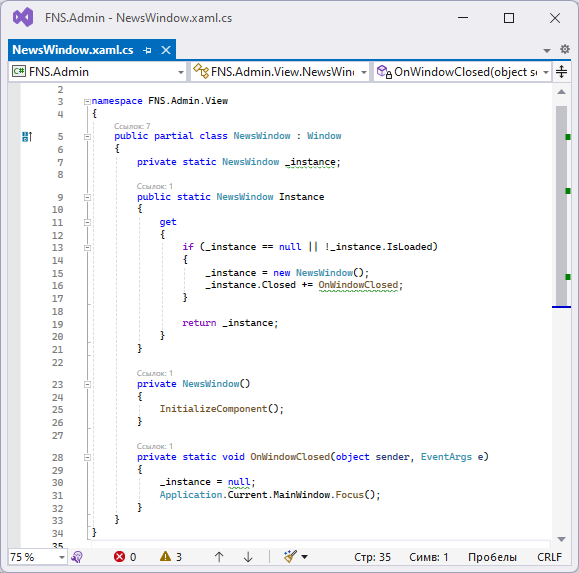 FNS.Admin - NewsWindow.xaml.cs
NewsWindow.xaml.cs
C# FNS.Admin FNS.Admin.View.NewsWind OnWindowClosed(object se
2
3 namespace FNS.Admin.View
4 {
Ссылок: 7
5 public partial class NewsWindow : Window
6 {
7 private static NewsWindow _instance;
8
Ссылок: 1
9 public static NewsWindow Instance
10 {
11 get
12 {
13 if (_instance == null || !_instance.IsLoaded)
14 {
15 _instance = new NewsWindow();
16 _instance.Closed += OnWindowClosed;
17 }
18
19 return _instance;
20 }
21 }
22
Ссылок: 1
23 private NewsWindow()
24 {
25 InitializeComponent();
26 }
27
Ссылок: 1
28 private static void OnWindowClosed(object sender, EventArgs e)
29 {
30 _instance = null;
31 Application.Current.MainWindow.Focus();
32 }
33 }
34 }
35
75 % 0 3 Стр: 35 Симв: 1 Пробелы CRLF